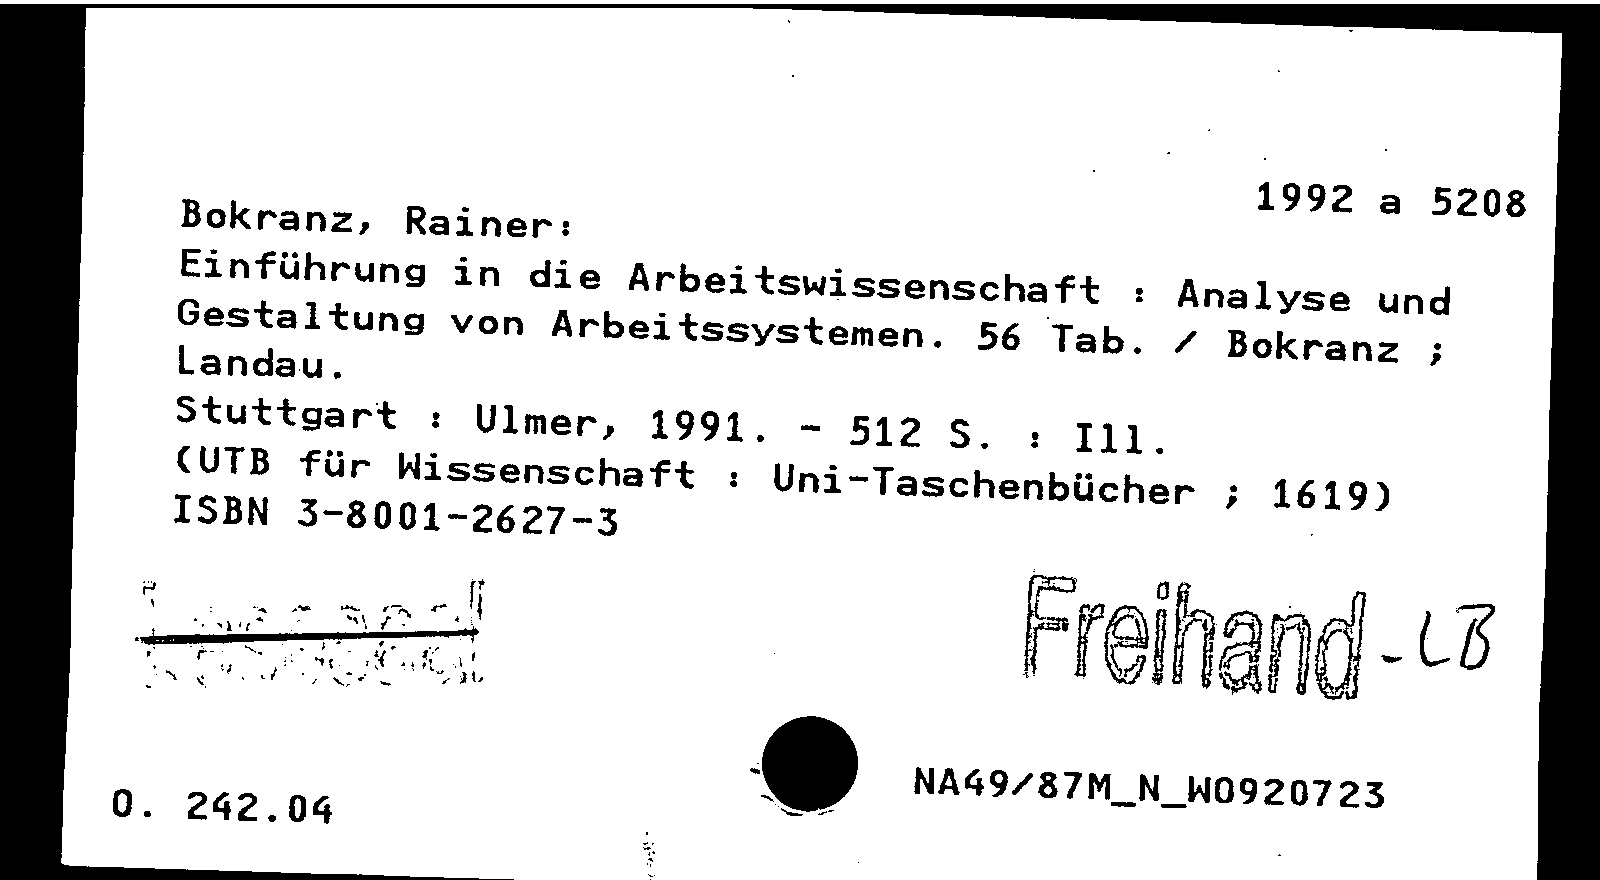 1992 a 5208
Bokranz, Rainer:
Einführung in die Arbeitswissenschaft : Analyse und
Gestaltung von Arbeitssystemen. 56 Tab. / Bokranz ;
Landau.
Stuttgart : Ulmer, 1991. - 512 S. : Ill.
(UTB für Wissenschaft : Uni-Taschenbücher ; 1619)
ISBN 3-8001-2627-3
Freihand - LB
NA49/87M_N_W0920723
0. 242.04